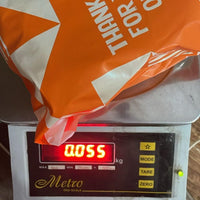 THANK
FOR
0.055
kg
☆
MODE
TARE
ZERO
Metro